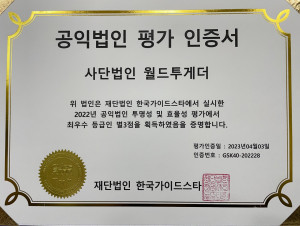 공익법인 평가 인증서
사단법인 월드투게더
위 법인은 재단법인 한국가이드스타에서 실시한
2022년 공익법인 투명성 및 효율성 평가에서
최우수 등급인 별3점을 획득하였음을 증명합니다.
평가인증일 : 2023년04월03일
인증번호 : GSK40-202228
재단법인 한국가이드스타